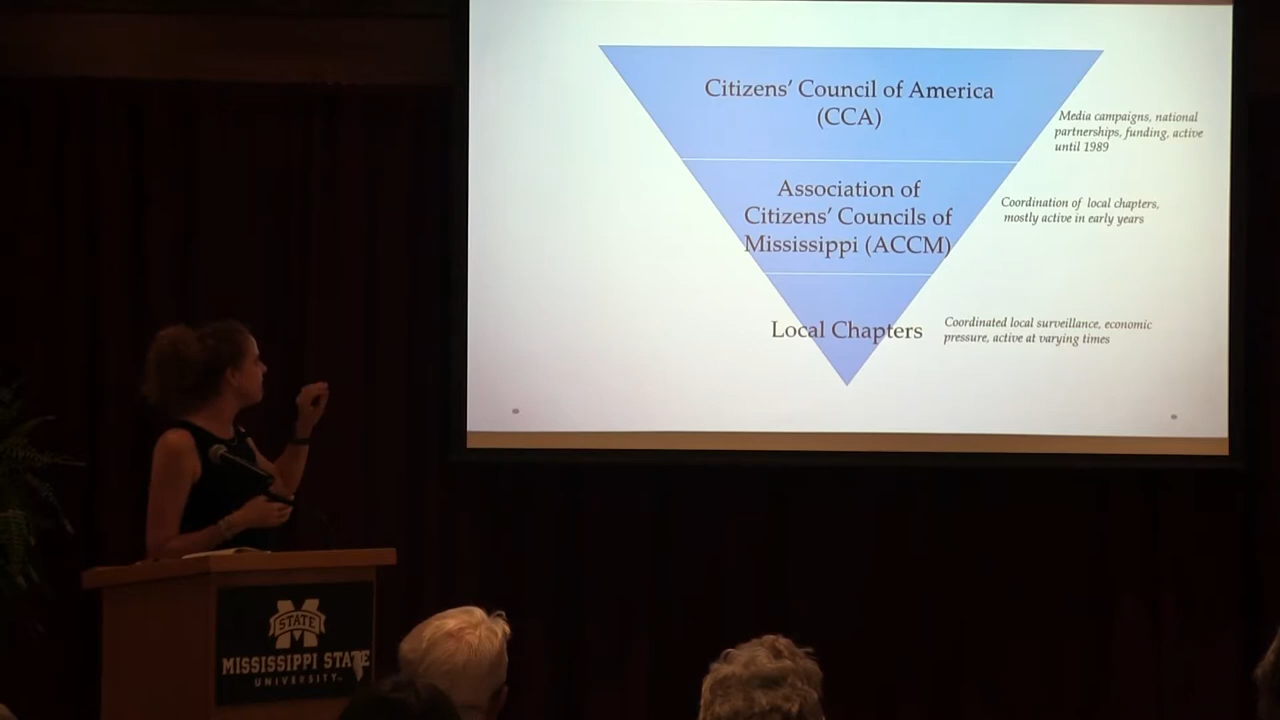 Citizens' Council of America
(CCA)
Media campaigns, national
partnerships, funding, active
until 1989
Association of
Citizens' Councils of
Mississippi (ACCM)
Coordination of local chapters,
mostly active in early years
Local Chapters
Coordinated local surveillance, economic
pressure, active at varying times
STATE
MISSISSIPPI STATE
UNIVERSITY™